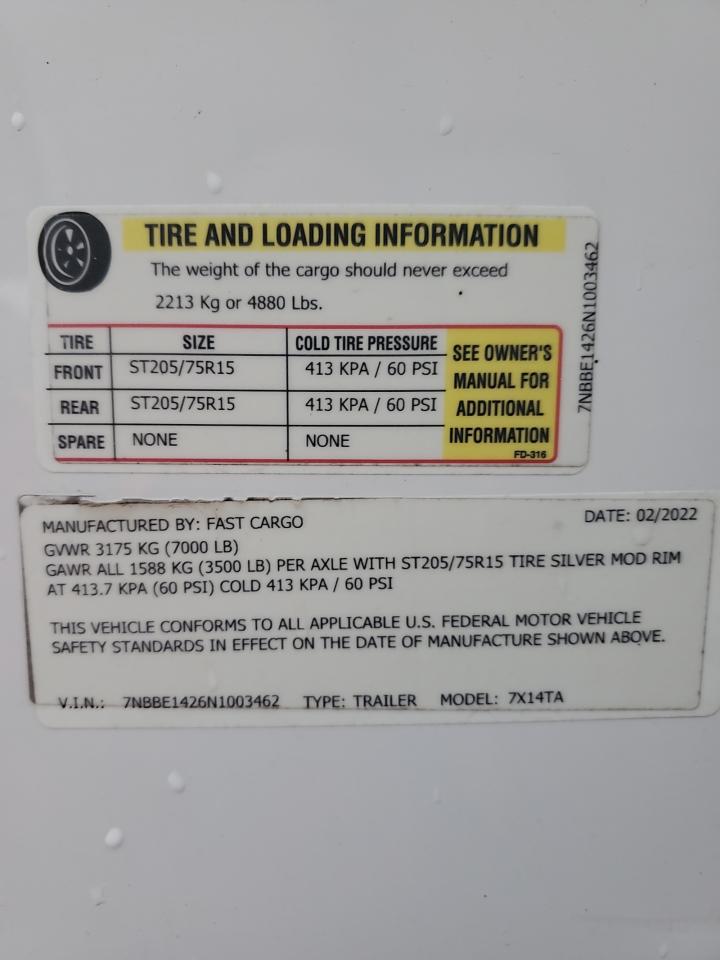 TIRE AND LOADING INFORMATION
The weight of the cargo should never exceed
2213 Kg or 4880 Lbs.
TIRE SIZE COLD TIRE PRESSURE
FRONT ST205/75R15 413 KPA / 60 PSI
REAR ST205/75R15 413 KPA / 60 PSI
SPARE NONE NONE
SEE OWNER'S
MANUAL FOR
ADDITIONAL
INFORMATION
FD-316
7NBBE1426N1003462
MANUFACTURED BY: FAST CARGO DATE: 02/2022
GVWR 3175 KG (7000 LB)
GAWR ALL 1588 KG (3500 LB) PER AXLE WITH ST205/75R15 TIRE SILVER MOD RIM
AT 413.7 KPA (60 PSI) COLD 413 KPA / 60 PSI
THIS VEHICLE CONFORMS TO ALL APPLICABLE U.S. FEDERAL MOTOR VEHICLE
SAFETY STANDARDS IN EFFECT ON THE DATE OF MANUFACTURE SHOWN ABOVE.
V.I.N.: 7NBBE1426N1003462 TYPE: TRAILER MODEL: 7X14TA